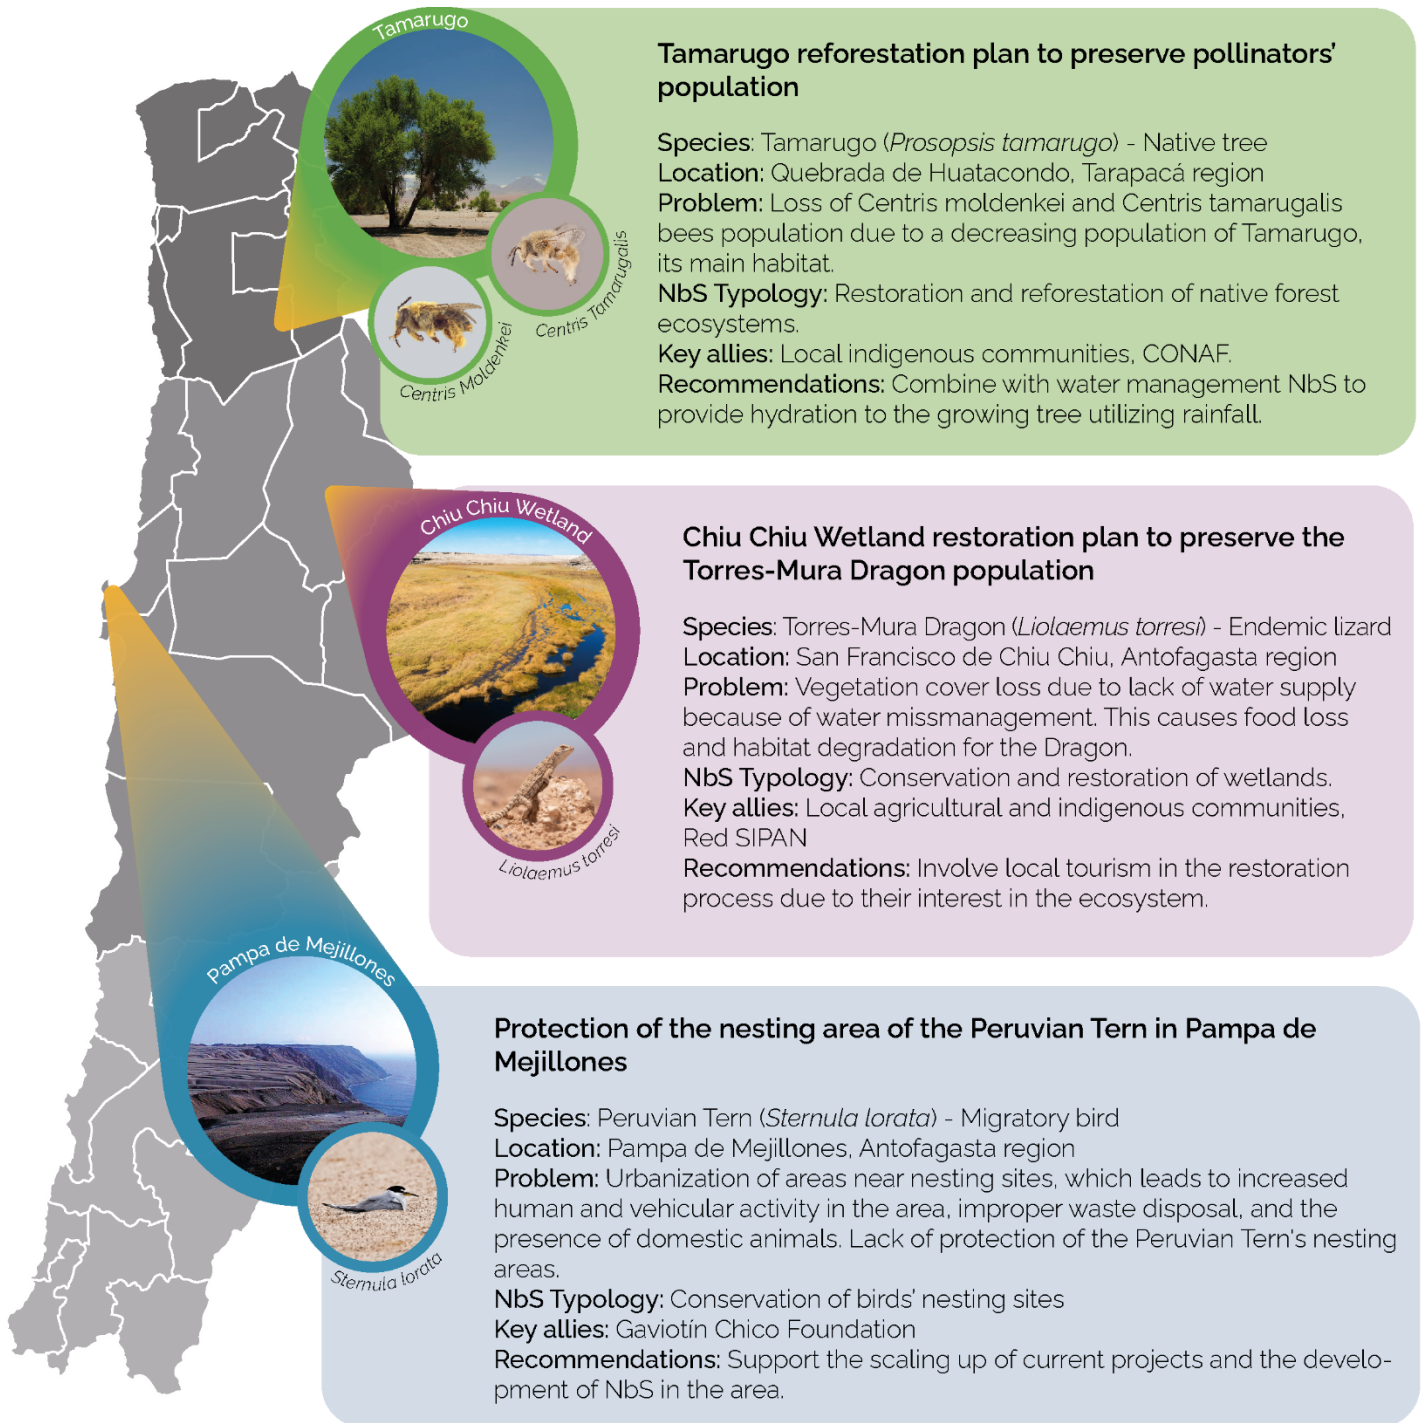 Tamarugo
Tamarugo reforestation plan to preserve pollinators'
population
Species: Tamarugo (Prosopsis tamarugo) - Native tree
Location: Quebrada de Huatacondo, Tarapacá region
Problem: Loss of Centris moldenkei and Centris tamarugalis
bees population due to a decreasing population of Tamarugo,
its main habitat.
NbS Typology: Restoration and reforestation of native forest
ecosystems.
Key allies: Local indigenous communities, CONAF.
Recommendations: Combine with water management NbS to
provide hydration to the growing tree utilizing rainfall.
Centris Tamarugalis
Centris Moldenkei
Chiu Chiu Wetland
Chiu Chiu Wetland restoration plan to preserve the
Torres-Mura Dragon population
Species: Torres-Mura Dragon (Liolaemus torresi) - Endemic lizard
Location: San Francisco de Chiu Chiu, Antofagasta region
Problem: Vegetation cover loss due to lack of water supply
because of water missmanagement. This causes food loss
and habitat degradation for the Dragon.
NbS Typology: Conservation and restoration of wetlands.
Key allies: Local agricultural and indigenous communities,
Red SIPAN
Recommendations: Involve local tourism in the restoration
process due to their interest in the ecosystem.
Liolaemus torresi
Pampa de Mejillones
Protection of the nesting area of the Peruvian Tern in Pampa de
Mejillones
Species: Peruvian Tern (Sternula lorata) - Migratory bird
Location: Pampa de Mejillones, Antofagasta region
Problem: Urbanization of areas near nesting sites, which leads to increased
human and vehicular activity in the area, improper waste disposal, and the
presence of domestic animals. Lack of protection of the Peruvian Tern's nesting
areas.
NbS Typology: Conservation of birds' nesting sites
Key allies: Gaviotín Chico Foundation
Recommendations: Support the scaling up of current projects and the develo-
pment of NbS in the area.
Sternula lorata